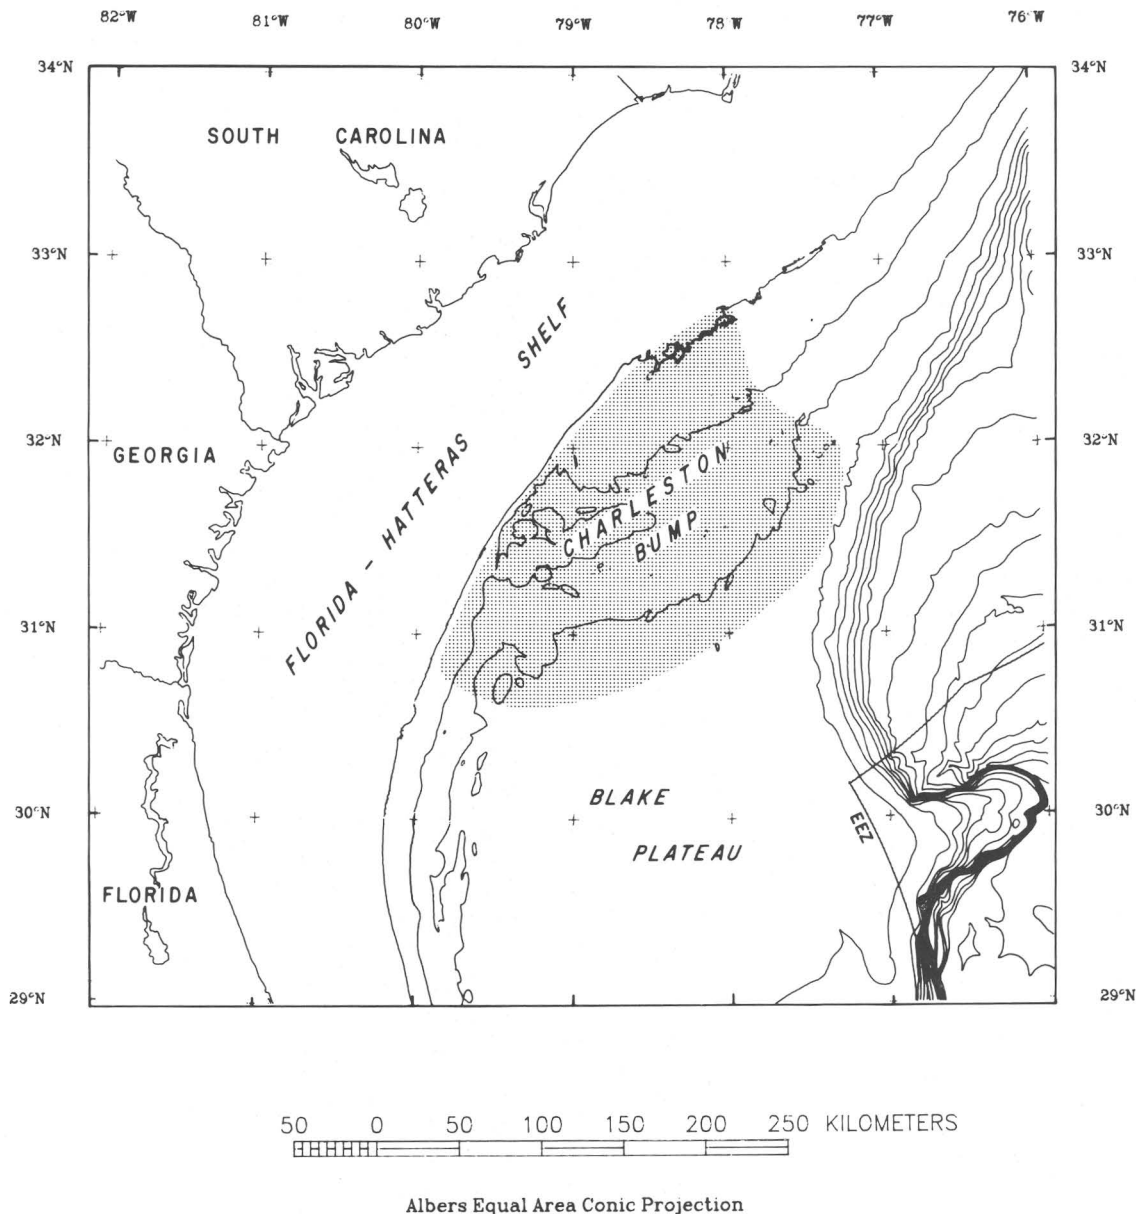 82°W 81°W 80°W 79°W 78°W 77°W 76°W
34°N 34°N
SOUTH CAROLINA
33°N 33°N
SHELF
32°N 32°N
GEORGIA
HATTERAS
CHARLESTON
BUMP
FLORIDA -
31°N 31°N
BLAKE
30°N 30°N
EEZ
PLATEAU
FLORIDA
29°N 29°N
50 0 50 100 150 200 250 KILOMETERS
Albers Equal Area Conic Projection